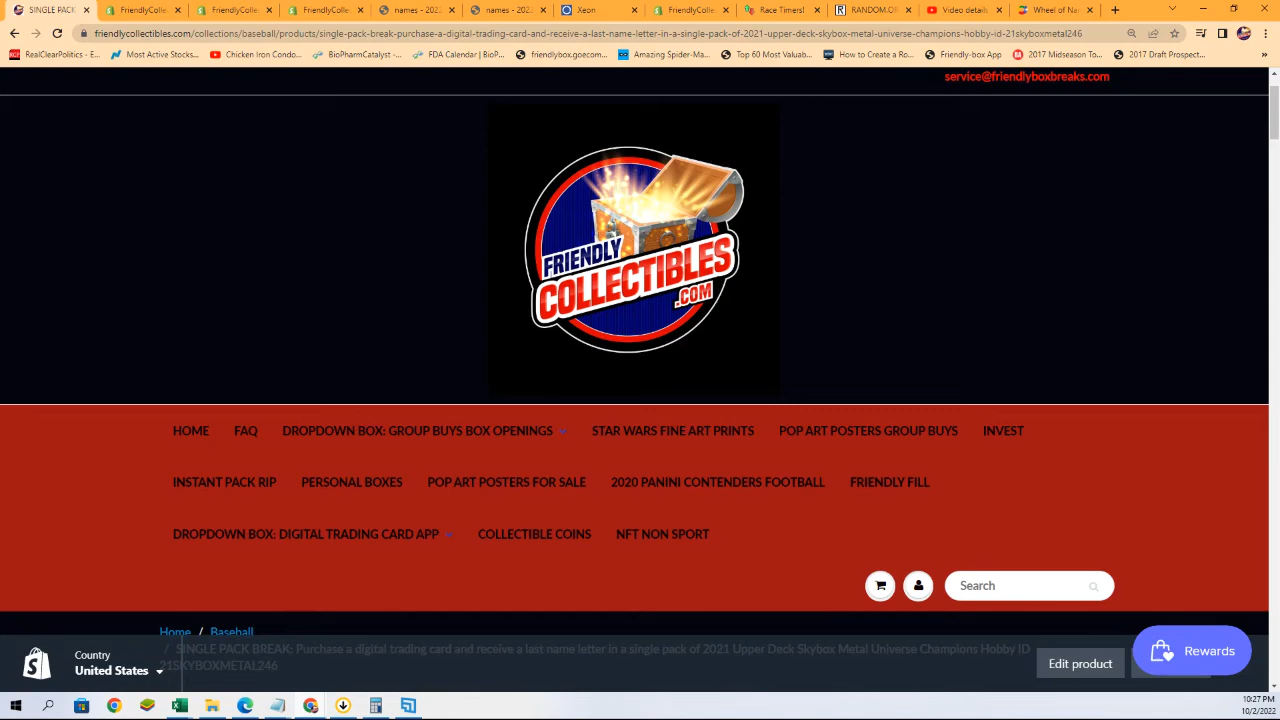 SINGLE PACK
FriendlyColle
FriendlyColle
FriendlyColle
names - 202
names - 202
Xeon
FriendlyColle
Race Timers!
RANDOM.OR
Video details
Wheel of Nan
friendlycollectibles.com/collections/baseball/products/single-pack-break-purchase-a-digital-trading-card-and-receive-a-last-name-letter-in-a-single-pack-of-2021-upper-deck-skybox-metal-universe-champions-hobby-id-21skyboxmetal246
RealClearPolitics - E...
Most Active Stocks...
Chicken Iron Condo...
BioPharmCatalyst -...
FDA Calendar | BioP...
friendlybox.goecom...
Amazing Spider-Ma...
Top 60 Most Valuab...
How to Create a Ro...
Friendly-box App
2017 Midseason To...
2017 Draft Prospect...
service@friendlyboxbreaks.com
FRIENDLY
COLLECTIBLES
.COM
HOME FAQ DROPDOWN BOX: GROUP BUYS BOX OPENINGS STAR WARS FINE ART PRINTS POP ART POSTERS GROUP BUYS INVEST
INSTANT PACK RIP PERSONAL BOXES POP ART POSTERS FOR SALE 2020 PANINI CONTENDERS FOOTBALL FRIENDLY FILL
DROPDOWN BOX: DIGITAL TRADING CARD APP COLLECTIBLE COINS NFT NON SPORT
Search
Home / Baseball
/ SINGLE PACK BREAK: Purchase a digital trading card and receive a last name letter in a single pack of 2021 Upper Deck Skybox Metal Universe Champions Hobby ID
21SKYBOXMETAL246
Country
United States
Edit product
Rewards
10:27 PM
10/2/2022